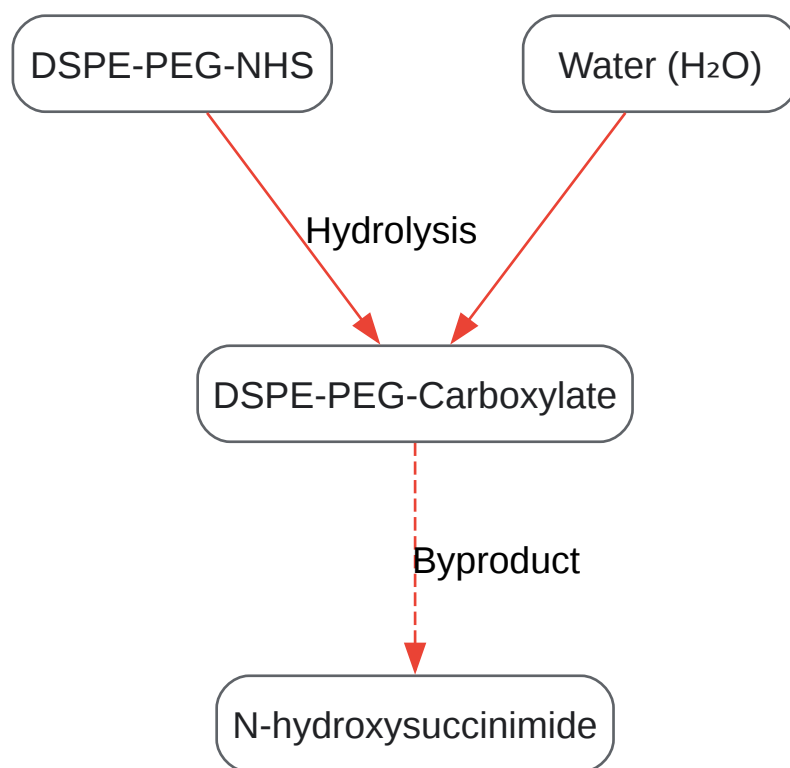 DSPE-PEG-NHS
Water (H₂O)
Hydrolysis
DSPE-PEG-Carboxylate
Byproduct
N-hydroxysuccinimide